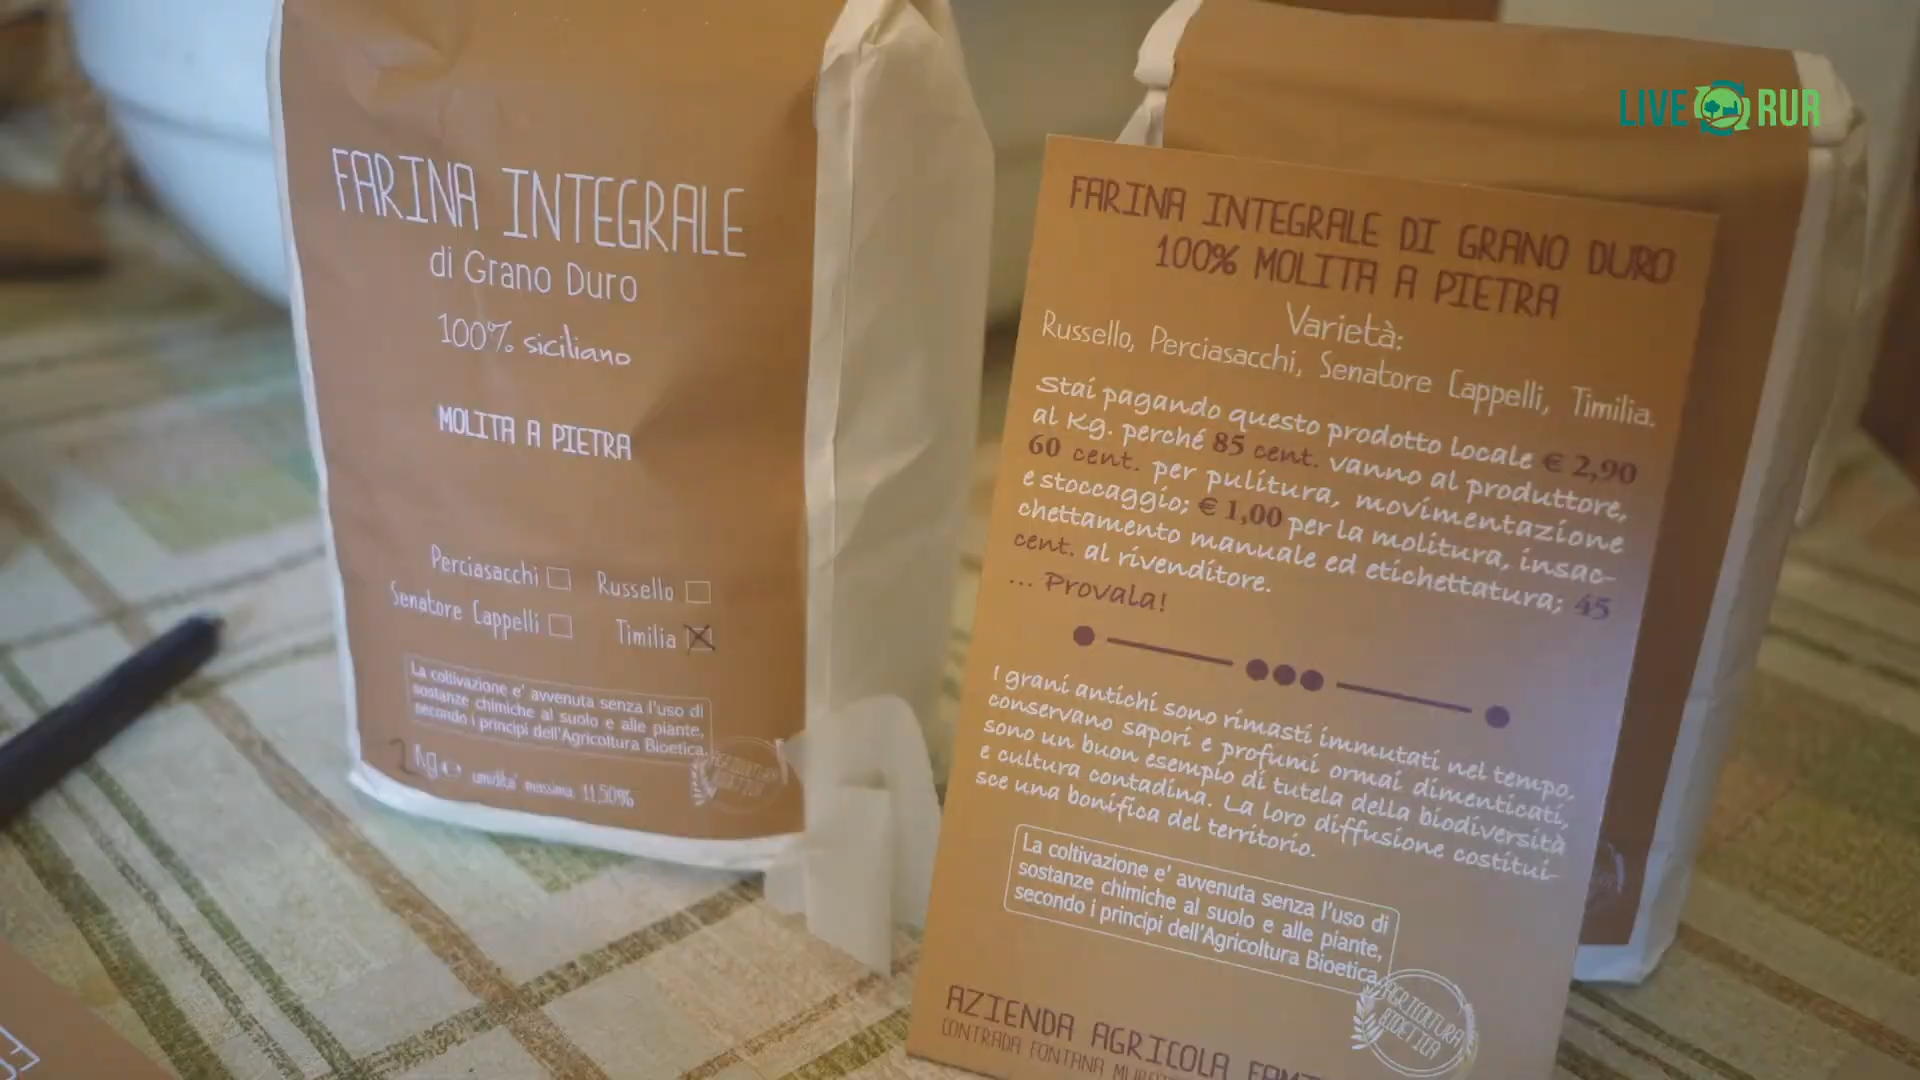 LIVE RUR
FARINA INTEGRALE
di Grano Duro
100% siciliano
MOLITA A PIETRA
Perciasacchi
Russello
Senatore Cappelli
Timilia
La coltivazione e' avvenuta senza l'uso di
sostanze chimiche al suolo e alle piante,
secondo i principi dell'Agricoltura Bioetica.
2 Kg e umidita' massima 11,50%
AGRICOLTURA
BIOETICA
FARINA INTEGRALE DI GRANO DURO
100% MOLITA A PIETRA
Varietà:
Russello, Perciasacchi, Senatore Cappelli, Timilia.
Stai pagando questo prodotto locale € 2,90
al Kg. perché 85 cent. vanno al produttore,
60 cent. per pulitura, movimentazione
e stoccaggio; € 1,00 per la molitura, insac-
chettamento manuale ed etichettatura; 45
cent. al rivenditore.
... Provala!
I grani antichi sono rimasti immutati nel tempo,
conservano sapori e profumi ormai dimenticati,
sono un buon esempio di tutela della biodiversità
e cultura contadina. La loro diffusione costitui-
sce una bonifica del territorio.
La coltivazione e' avvenuta senza l'uso di
sostanze chimiche al suolo e alle piante,
secondo i principi dell'Agricoltura Bioetica.
AGRICOLTURA
BIOETICA
AZIENDA AGRICOLA
CONTRADA FONTANA